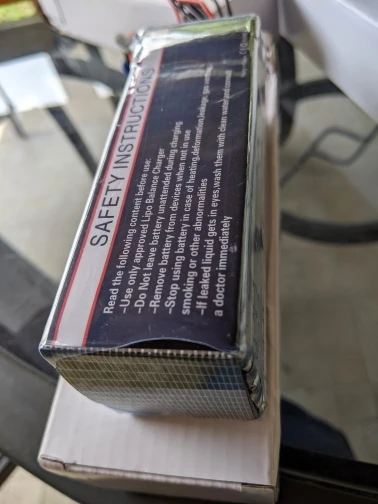 SAFETY INSTRUCTIONS
Read the following content before use:
-Use only approved Lipo Balance Charger
-Do Not leave battery unattended during charging
-Remove battery from devices when not in use
-Stop using battery in case of heating,deformation,leakage, gas
smoking or other abnormalities
-If leaked liquid gets in eyes,wash them with clean water,and consult
a doctor immediately